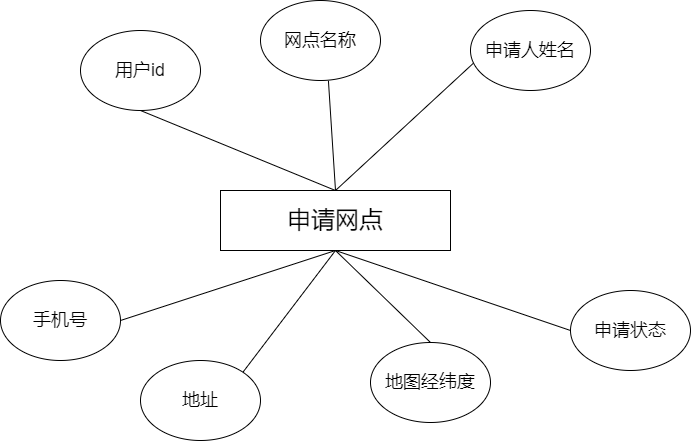 网点名称
申请人姓名
用户id
申请网点
手机号
申请状态
地图经纬度
地址